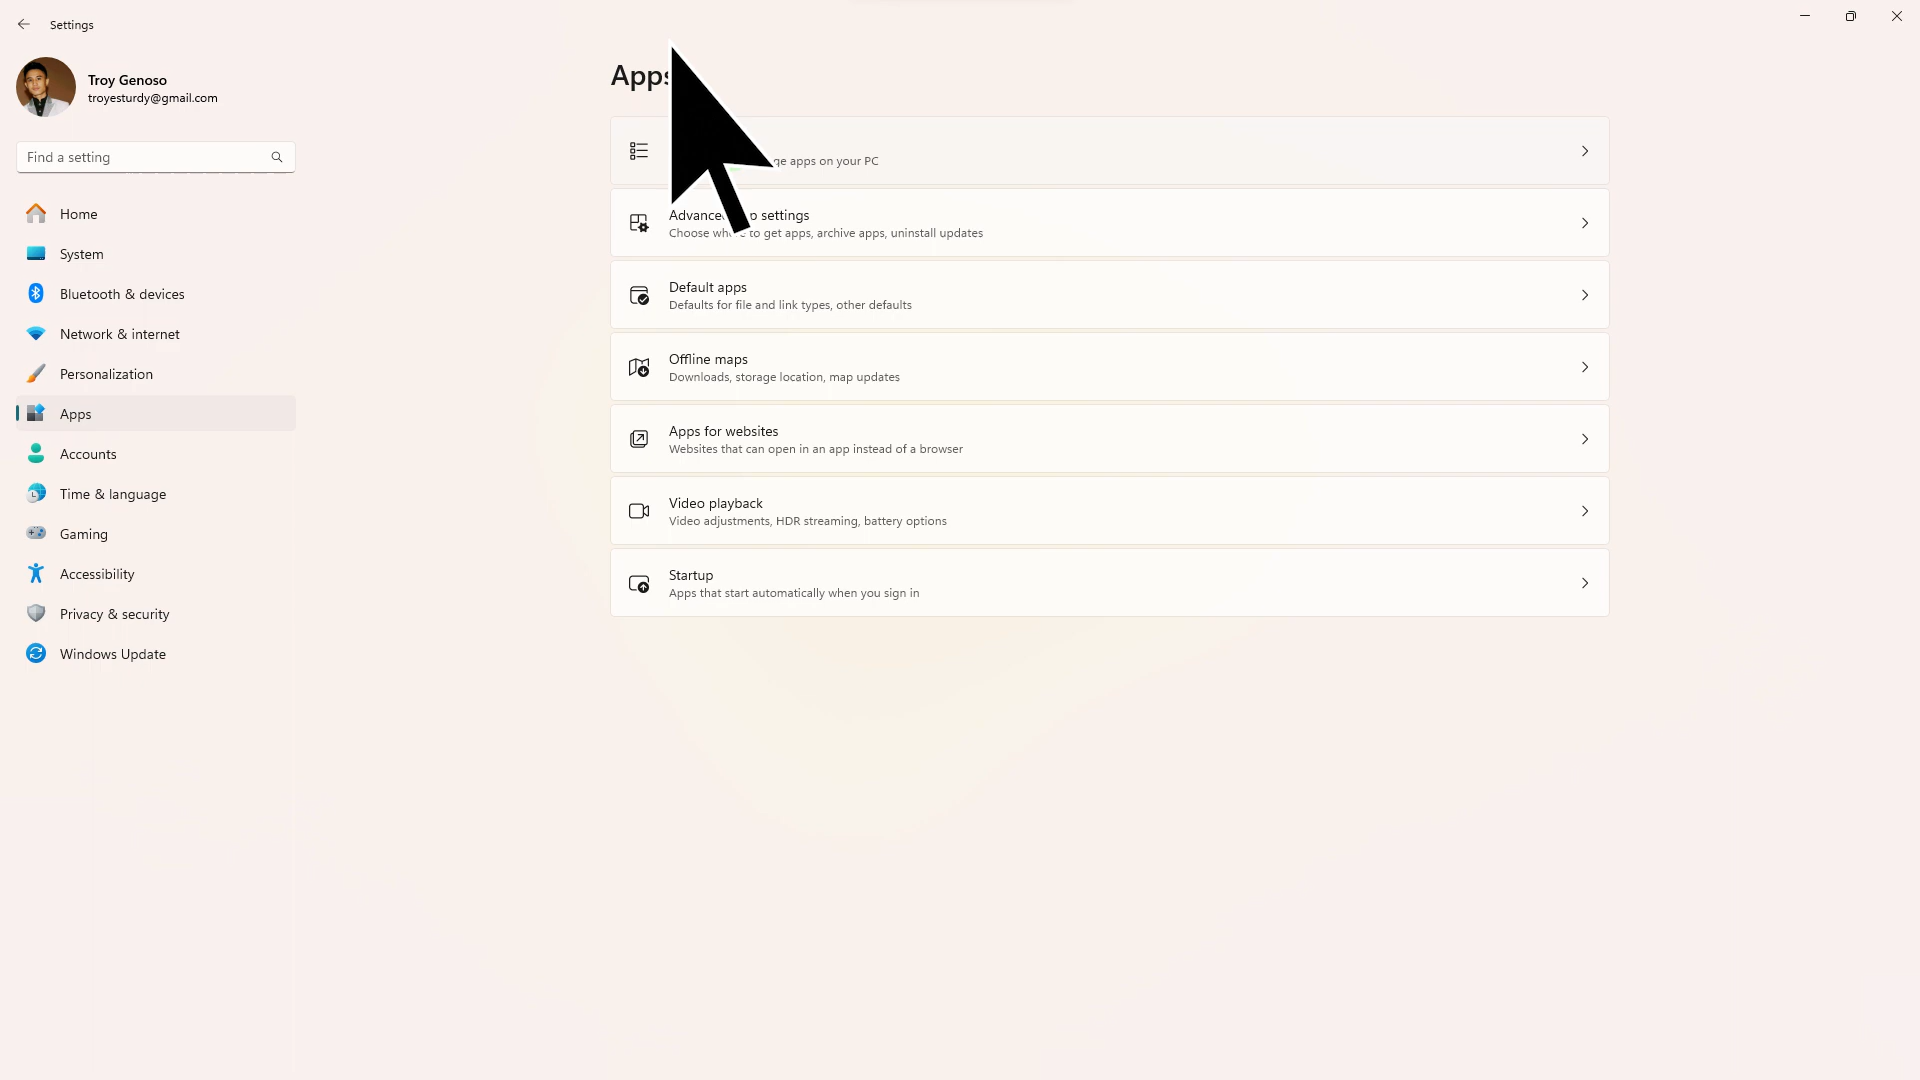 Settings
Troy Genoso
troyesturdy@gmail.com
Find a setting
Home
System
Bluetooth & devices
Network & internet
Personalization
Apps
Accounts
Time & language
Gaming
Accessibility
Privacy & security
Windows Update
Apps
apps on your PC
settings
Choose to get apps, archive apps, uninstall updates
Default apps
Defaults for file and link types, other defaults
Offline maps
Downloads, storage location, map updates
Apps for websites
Websites that can open in an app instead of a browser
Video playback
Video adjustments, HDR streaming, battery options
Startup
Apps that start automatically when you sign in